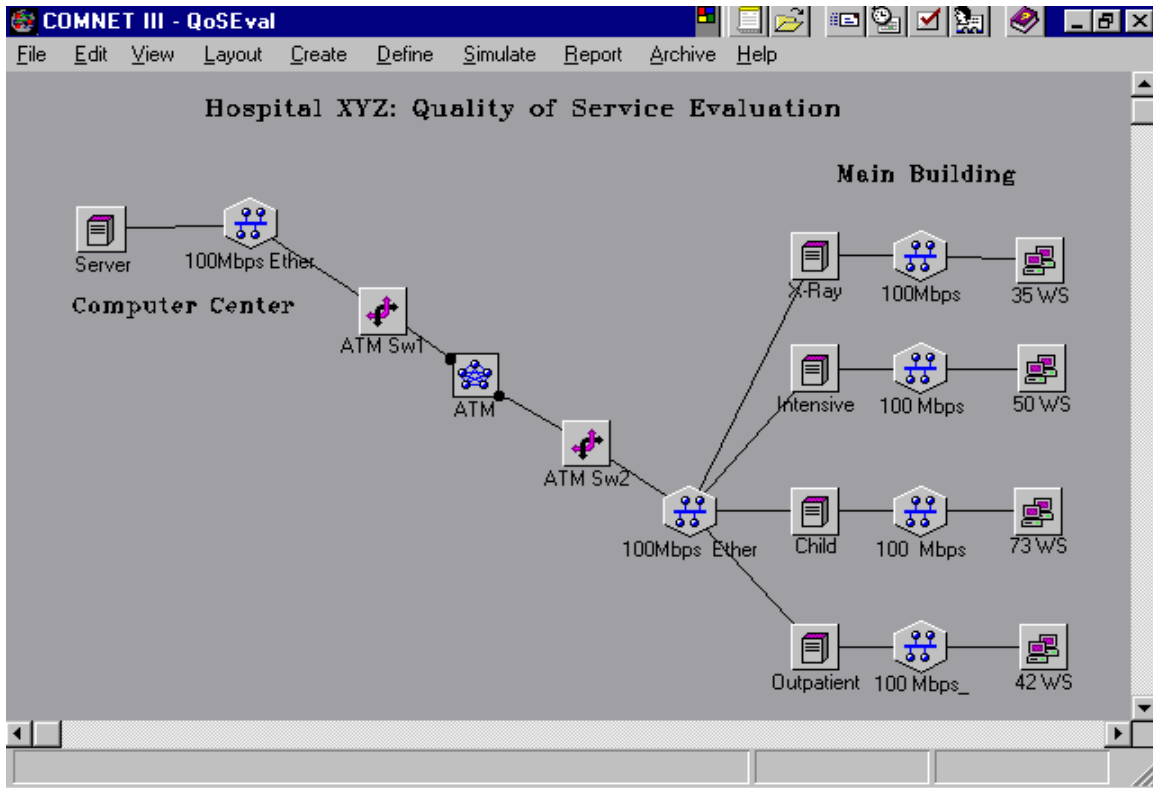 COMNET III - QoSEval
File Edit View Layout Create Define Simulate Report Archive Help
Hospital XYZ: Quality of Service Evaluation
Main Building
Server
100Mbps Ether
Computer Center
ATM Sw1
ATM
ATM Sw2
100Mbps Ether
X-Ray
100Mbps
35 WS
Intensive
100 Mbps
50 WS
Child
100 Mbps
73 WS
Outpatient
100 Mbps_
42 WS